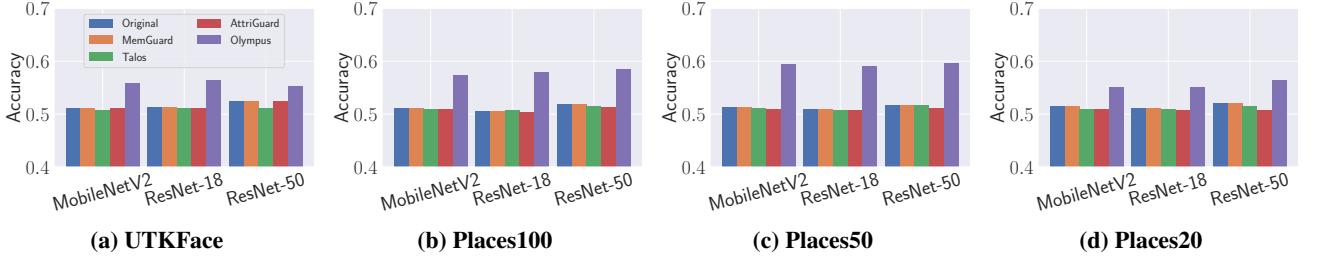 0.7
0.6
0.5
0.4
Accuracy
Original
MemGuard
Talos
AttriGuard
Olympus
MobileNetV2
ResNet-18
ResNet-50
(a) UTKFace
0.7
0.6
0.5
0.4
Accuracy
MobileNetV2
ResNet-18
ResNet-50
(b) Places100
0.7
0.6
0.5
0.4
Accuracy
MobileNetV2
ResNet-18
ResNet-50
(c) Places50
0.7
0.6
0.5
0.4
Accuracy
MobileNetV2
ResNet-18
ResNet-50
(d) Places20